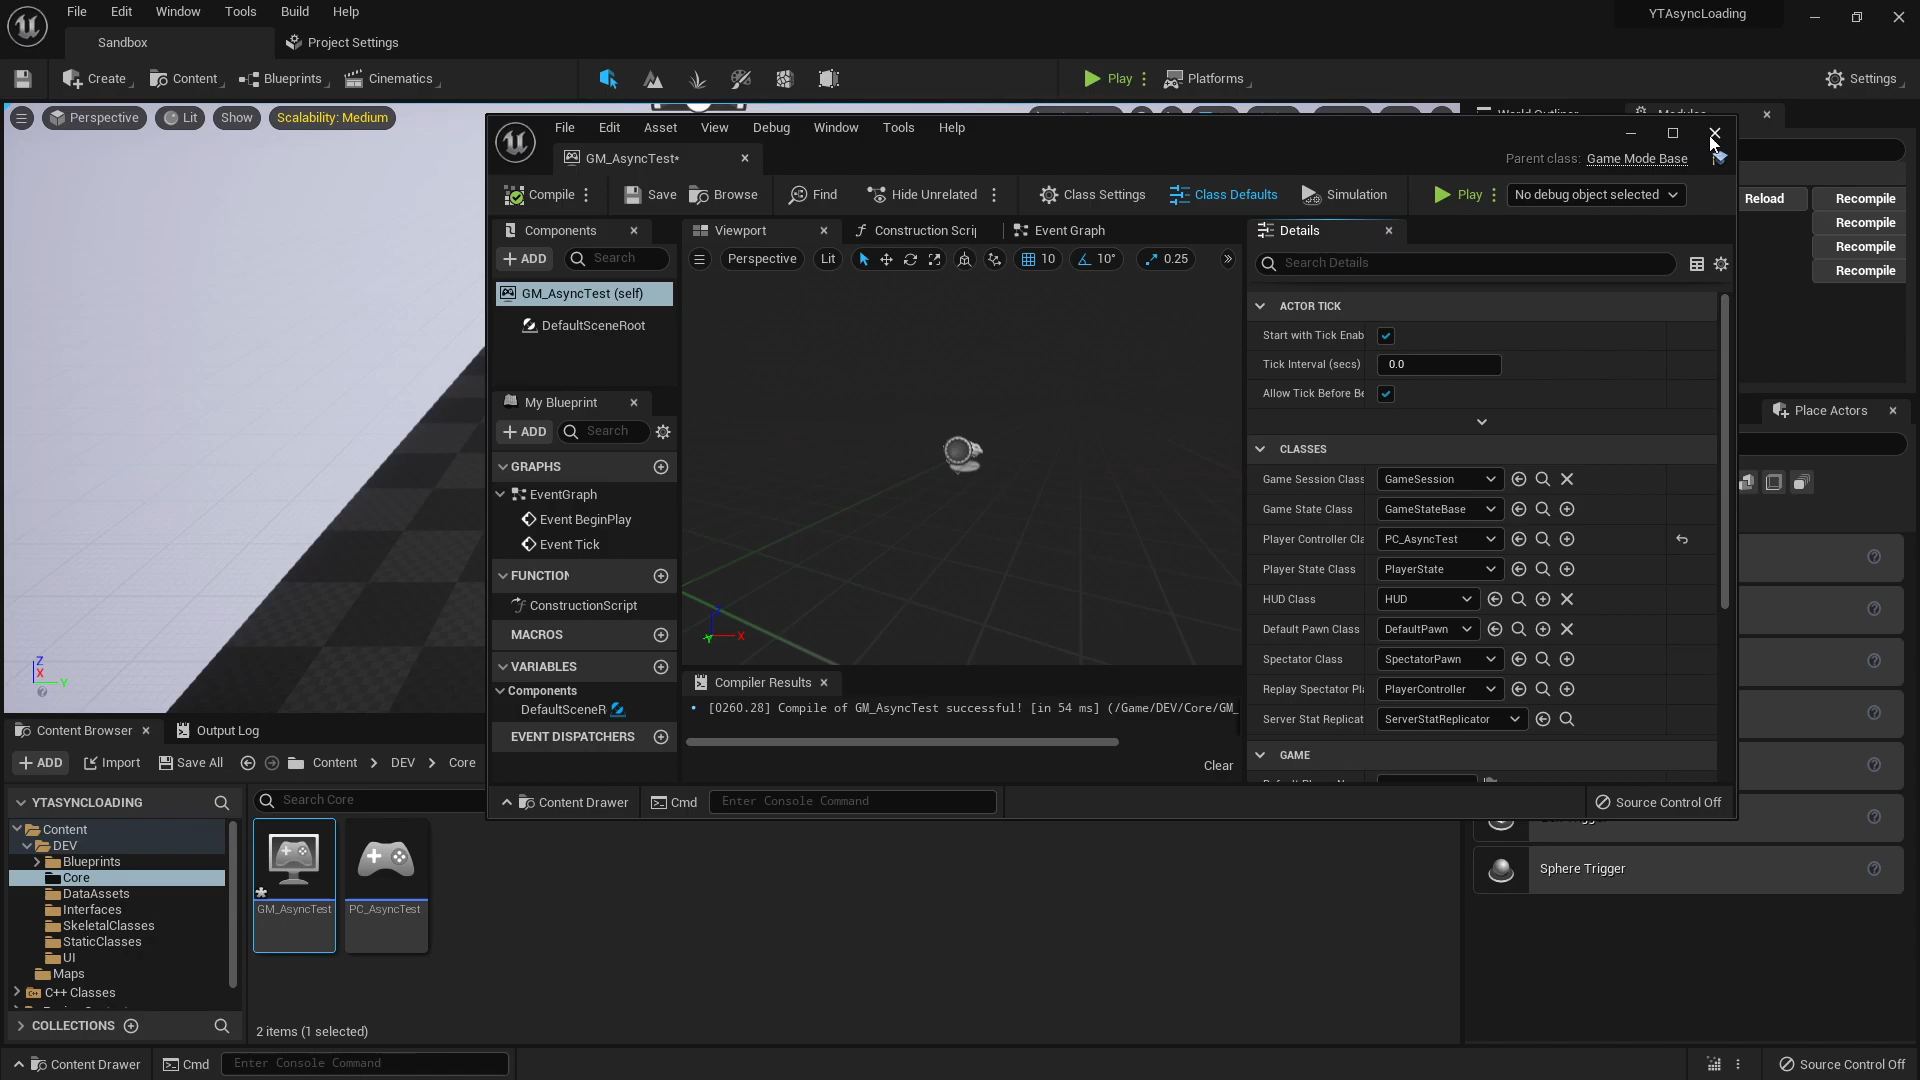 File Edit Window Tools Build Help
YTAsyncLoading
Sandbox
Project Settings
Create
Content
Blueprints
Cinematics
Play
Platforms
Settings
Perspective
Lit
Show
Scalability: Medium
World Outliner
Modules
File Edit Asset View Debug Window Tools Help
GM_AsyncTest*
Parent class: Game Mode Base
Compile
Save
Browse
Find
Hide Unrelated
Class Settings
Class Defaults
Simulation
Play
No debug object selected
Reload
Recompile
Recompile
Recompile
Recompile
Components
ADD
Search
GM_AsyncTest (self)
DefaultSceneRoot
Viewport
Construction Scrip
Event Graph
Perspective
Lit
10
10°
0.25
Details
Search Details
ACTOR TICK
Start with Tick Enab
Tick Interval (secs)
0.0
Allow Tick Before Be
CLASSES
Game Session Class
GameSession
Game State Class
GameStateBase
Player Controller Cla
PC_AsyncTest
Player State Class
PlayerState
HUD Class
HUD
Default Pawn Class
DefaultPawn
Spectator Class
SpectatorPawn
Replay Spectator Pla
PlayerController
Server Stat Replicat
ServerStatReplicator
GAME
My Blueprint
ADD
Search
GRAPHS
EventGraph
Event BeginPlay
Event Tick
FUNCTION
ConstructionScript
MACROS
VARIABLES
Components
DefaultSceneR
EVENT DISPATCHERS
X
Y
Compiler Results
[0260.28] Compile of GM_AsyncTest successful! [in 54 ms] (/Game/DEV/Core/GM_
Clear
Content Drawer
Cmd
Enter Console Command
Source Control Off
Place Actors
Sphere Trigger
Z
X
Y
Content Browser
Output Log
ADD
Import
Save All
Content
DEV
Core
YTASYNCLOADING
Search Core
Content
DEV
Blueprints
Core
DataAssets
Interfaces
SkeletalClasses
StaticClasses
UI
Maps
C++ Classes
COLLECTIONS
GM_AsyncTest
PC_AsyncTest
2 items (1 selected)
Content Drawer
Cmd
Enter Console Command
Source Control Off